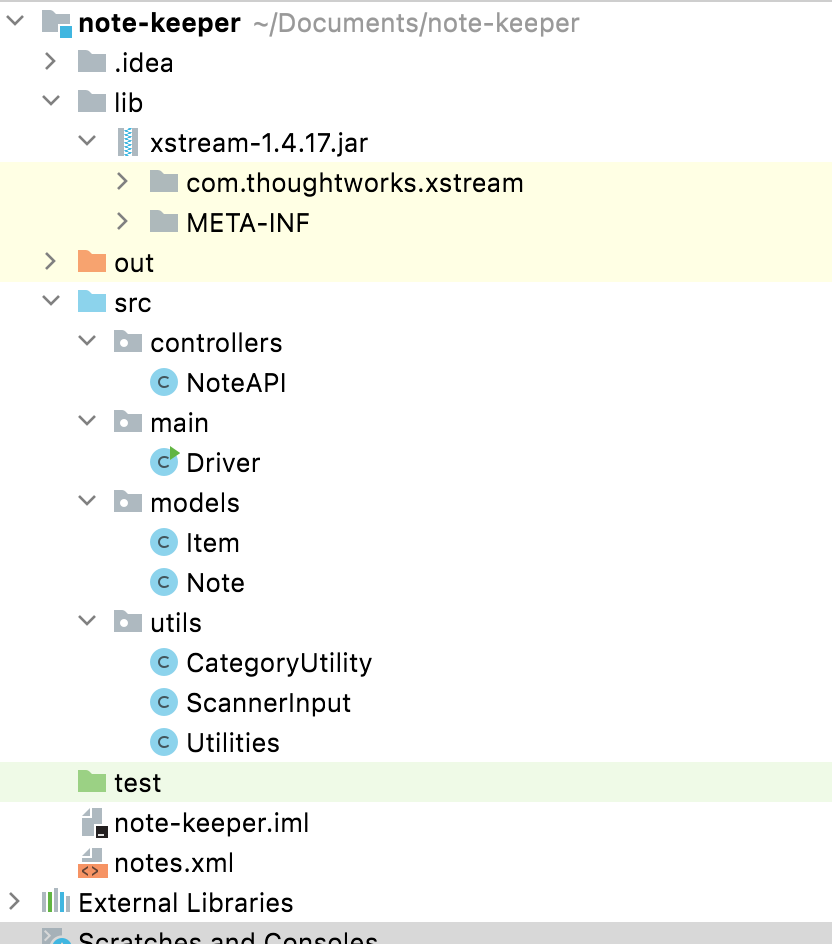 note-keeper ~/Documents/note-keeper
.idea
lib
xstream-1.4.17.jar
com.thoughtworks.xstream
META-INF
out
src
controllers
C NoteAPI
main
C Driver
models
C Item
C Note
utils
C CategoryUtility
C ScannerInput
C Utilities
test
note-keeper.iml
<> notes.xml
External Libraries
Scratches and Consoles